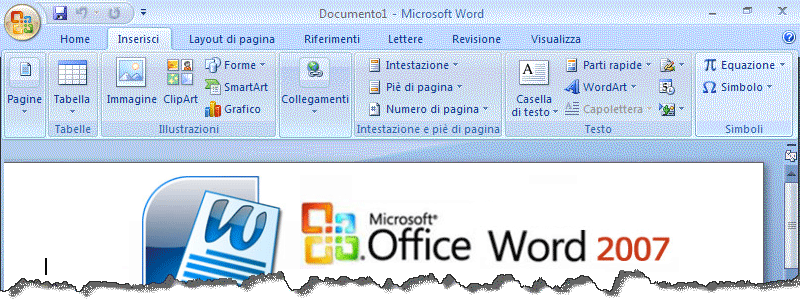 Documento1 - Microsoft Word
Home Inserisci Layout di pagina Riferimenti Lettere Revisione Visualizza
Pagine
Tabella
Tabelle
Immagine ClipArt
Forme
SmartArt
Grafico
Illustrazioni
Collegamenti
Intestazione
Piè di pagina
Numero di pagina
Intestazione e piè di pagina
A
Casella
di testo
Parti rapide
WordArt
Capolettera
Testo
π Equazione
Ω Simbolo
Simboli
W
Microsoft®
Office Word 2007